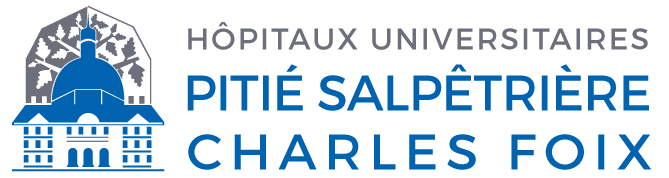 HÔPITAUX UNIVERSITAIRES
PITIÉ SALPÊTRIÈRE
CHARLES FOIX